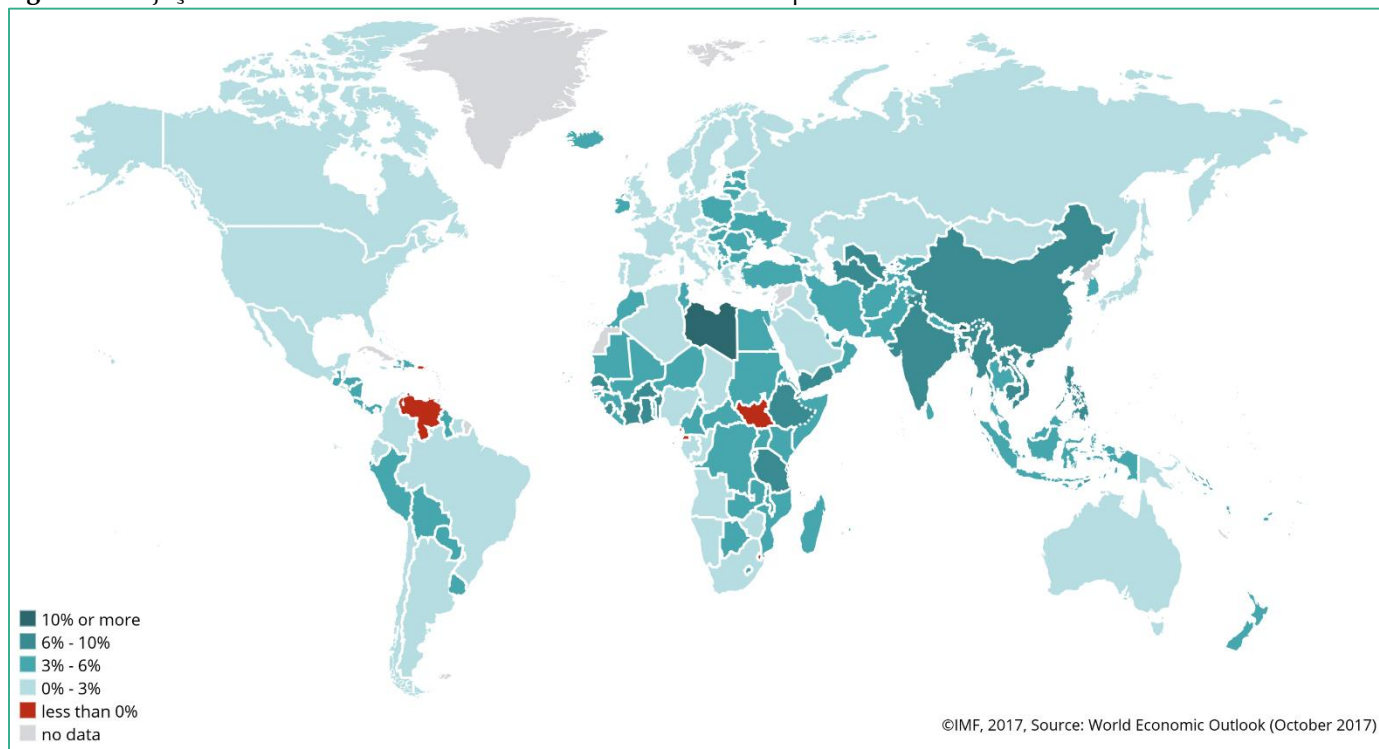 10% or more
6% - 10%
3% - 6%
0% - 3%
less than 0%
no data
©IMF, 2017, Source: World Economic Outlook (October 2017)